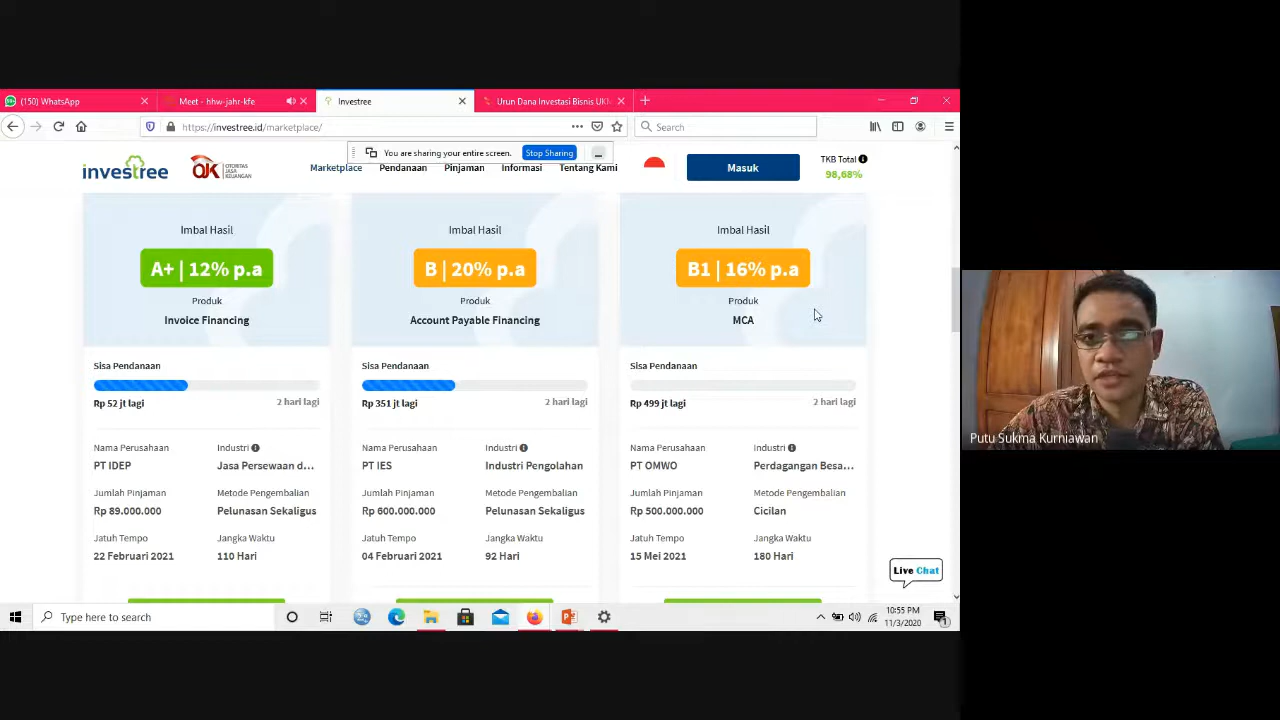 (150) WhatsApp
Meet - hhw-jahr-kfe
Investree
Urun Dana Investasi Bisnis UKM
https://investree.id/marketplace/
Search
You are sharing your entire screen.
Stop Sharing
investree
OJK OTORITAS JASA KEUANGAN
Marketplace Pendanaan Pinjaman Informasi Tentang Kami
Masuk
TKB Total
98,68%
Imbal Hasil Imbal Hasil Imbal Hasil
A+ | 12% p.a B | 20% p.a B1 | 16% p.a
Produk Produk Produk
Invoice Financing Account Payable Financing MCA
Sisa Pendanaan Sisa Pendanaan Sisa Pendanaan
Rp 52 jt lagi 2 hari lagi Rp 351 jt lagi 2 hari lagi Rp 499 jt lagi 2 hari lagi
Nama Perusahaan Industri Nama Perusahaan Industri Nama Perusahaan Industri
PT IDEP Jasa Persewaan d... PT IES Industri Pengolahan PT OMWO Perdagangan Besa...
Jumlah Pinjaman Metode Pengembalian Jumlah Pinjaman Metode Pengembalian Jumlah Pinjaman Metode Pengembalian
Rp 89.000.000 Pelunasan Sekaligus Rp 600.000.000 Pelunasan Sekaligus Rp 500.000.000 Cicilan
Jatuh Tempo Jangka Waktu Jatuh Tempo Jangka Waktu Jatuh Tempo Jangka Waktu
22 Februari 2021 110 Hari 04 Februari 2021 92 Hari 15 Mei 2021 180 Hari
Live Chat
Type here to search
10:55 PM
11/3/2020
Putu Sukma Kurniawan